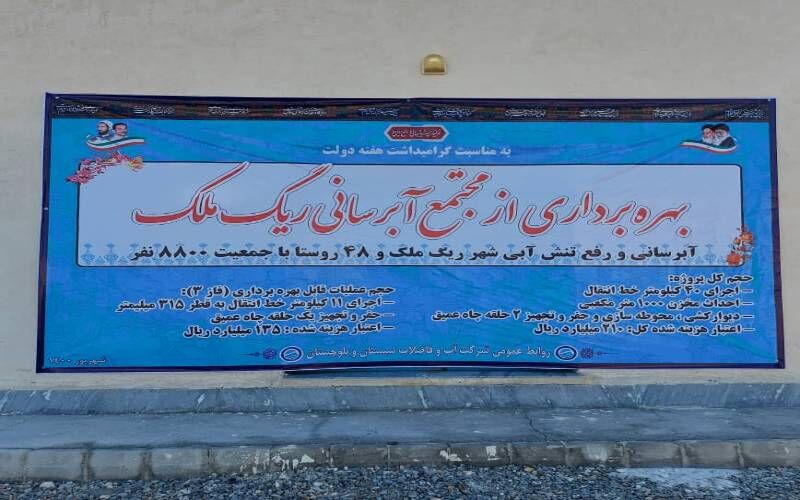 به مناسبت گرامیداشت هفته دولت
بهره برداری از مجتمع آبرسانی ریگ ملک
آبرسانی و رفع تنش آبی شهر ریگ ملک و ۴۸ روستا با جمعیت ۸۸۰۰ نفر
حجم کل پروژه:
– اجرای ۴۰ کیلومتر خط انتقال
– احداث مخزن ۱۰۰۰ متر مکعبی
– دیوارکشی ، محوطه سازی و حفر و تجهیز ۲ حلقه چاه عمیق
– اعتبار هزینه شده کل: ۲۱۰ میلیارد ریال
حجم عملیات قابل بهره برداری (فاز ۳):
– اجرای ۱۱ کیلومتر خط انتقال به قطر ۳۱۵ میلیمتر
– حفر و تجهیز یک حلقه چاه عمیق
– اعتبار هزینه شده : ۱۳۵ میلیارد ریال
روابط عمومی شرکت آب و فاضلاب سیستان و بلوچستان
شهریور ۱۴۰۰